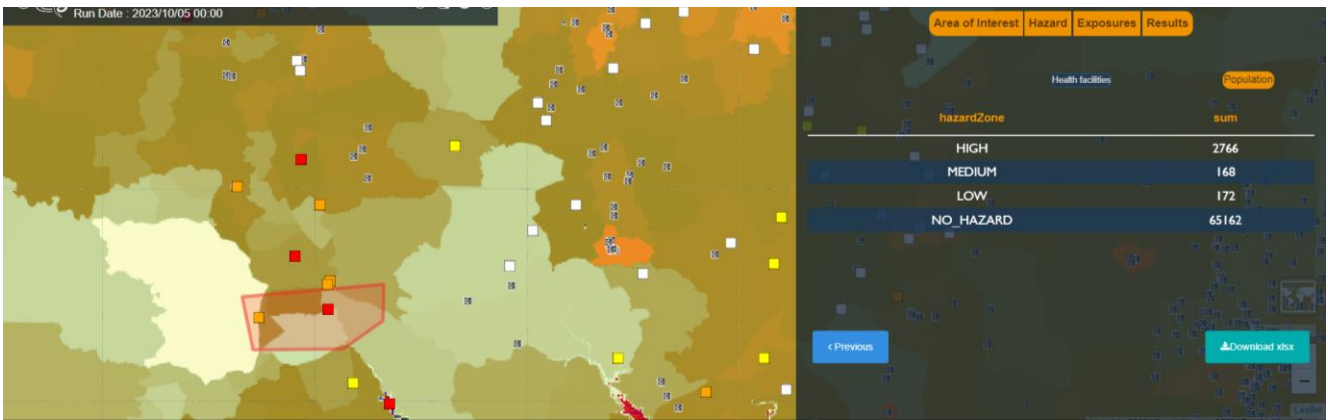 Run Date : 2023/10/05 00:00
Area of Interest Hazard Exposures Results
Health facilities Population
hazardZone sum
HIGH 2766
MEDIUM 168
LOW 172
NO_HAZARD 65162
< Previous
Download xlsx
Leaflet